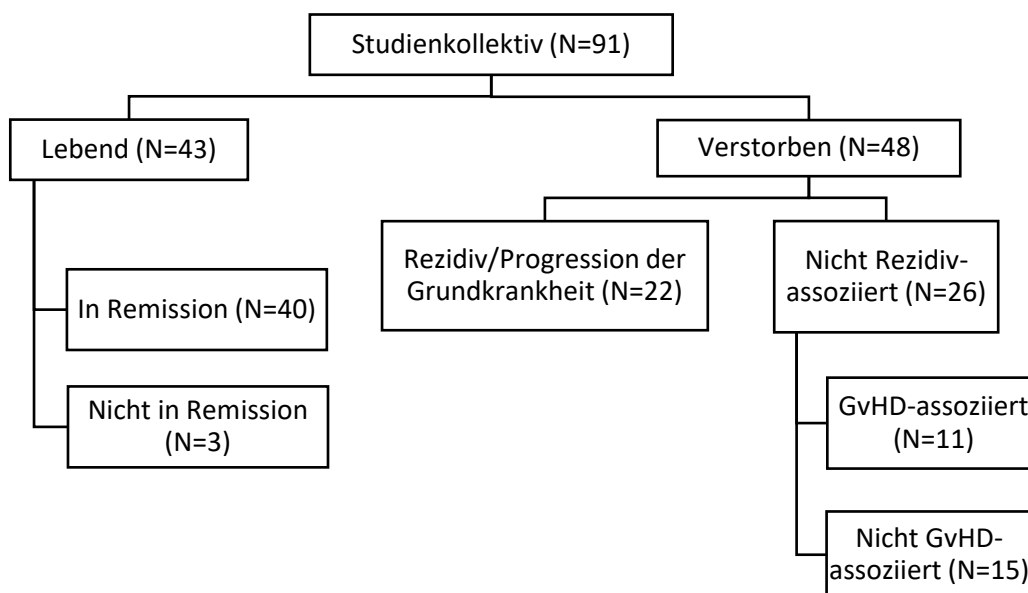 Studienkollektiv (N=91)
Lebend (N=43)
Verstorben (N=48)
Rezidiv/Progression der
Grundkrankheit (N=22)
Nicht Rezidiv-
assoziiert (N=26)
In Remission (N=40)
Nicht in Remission
(N=3)
GvHD-assoziiert
(N=11)
Nicht GvHD-
assoziiert (N=15)